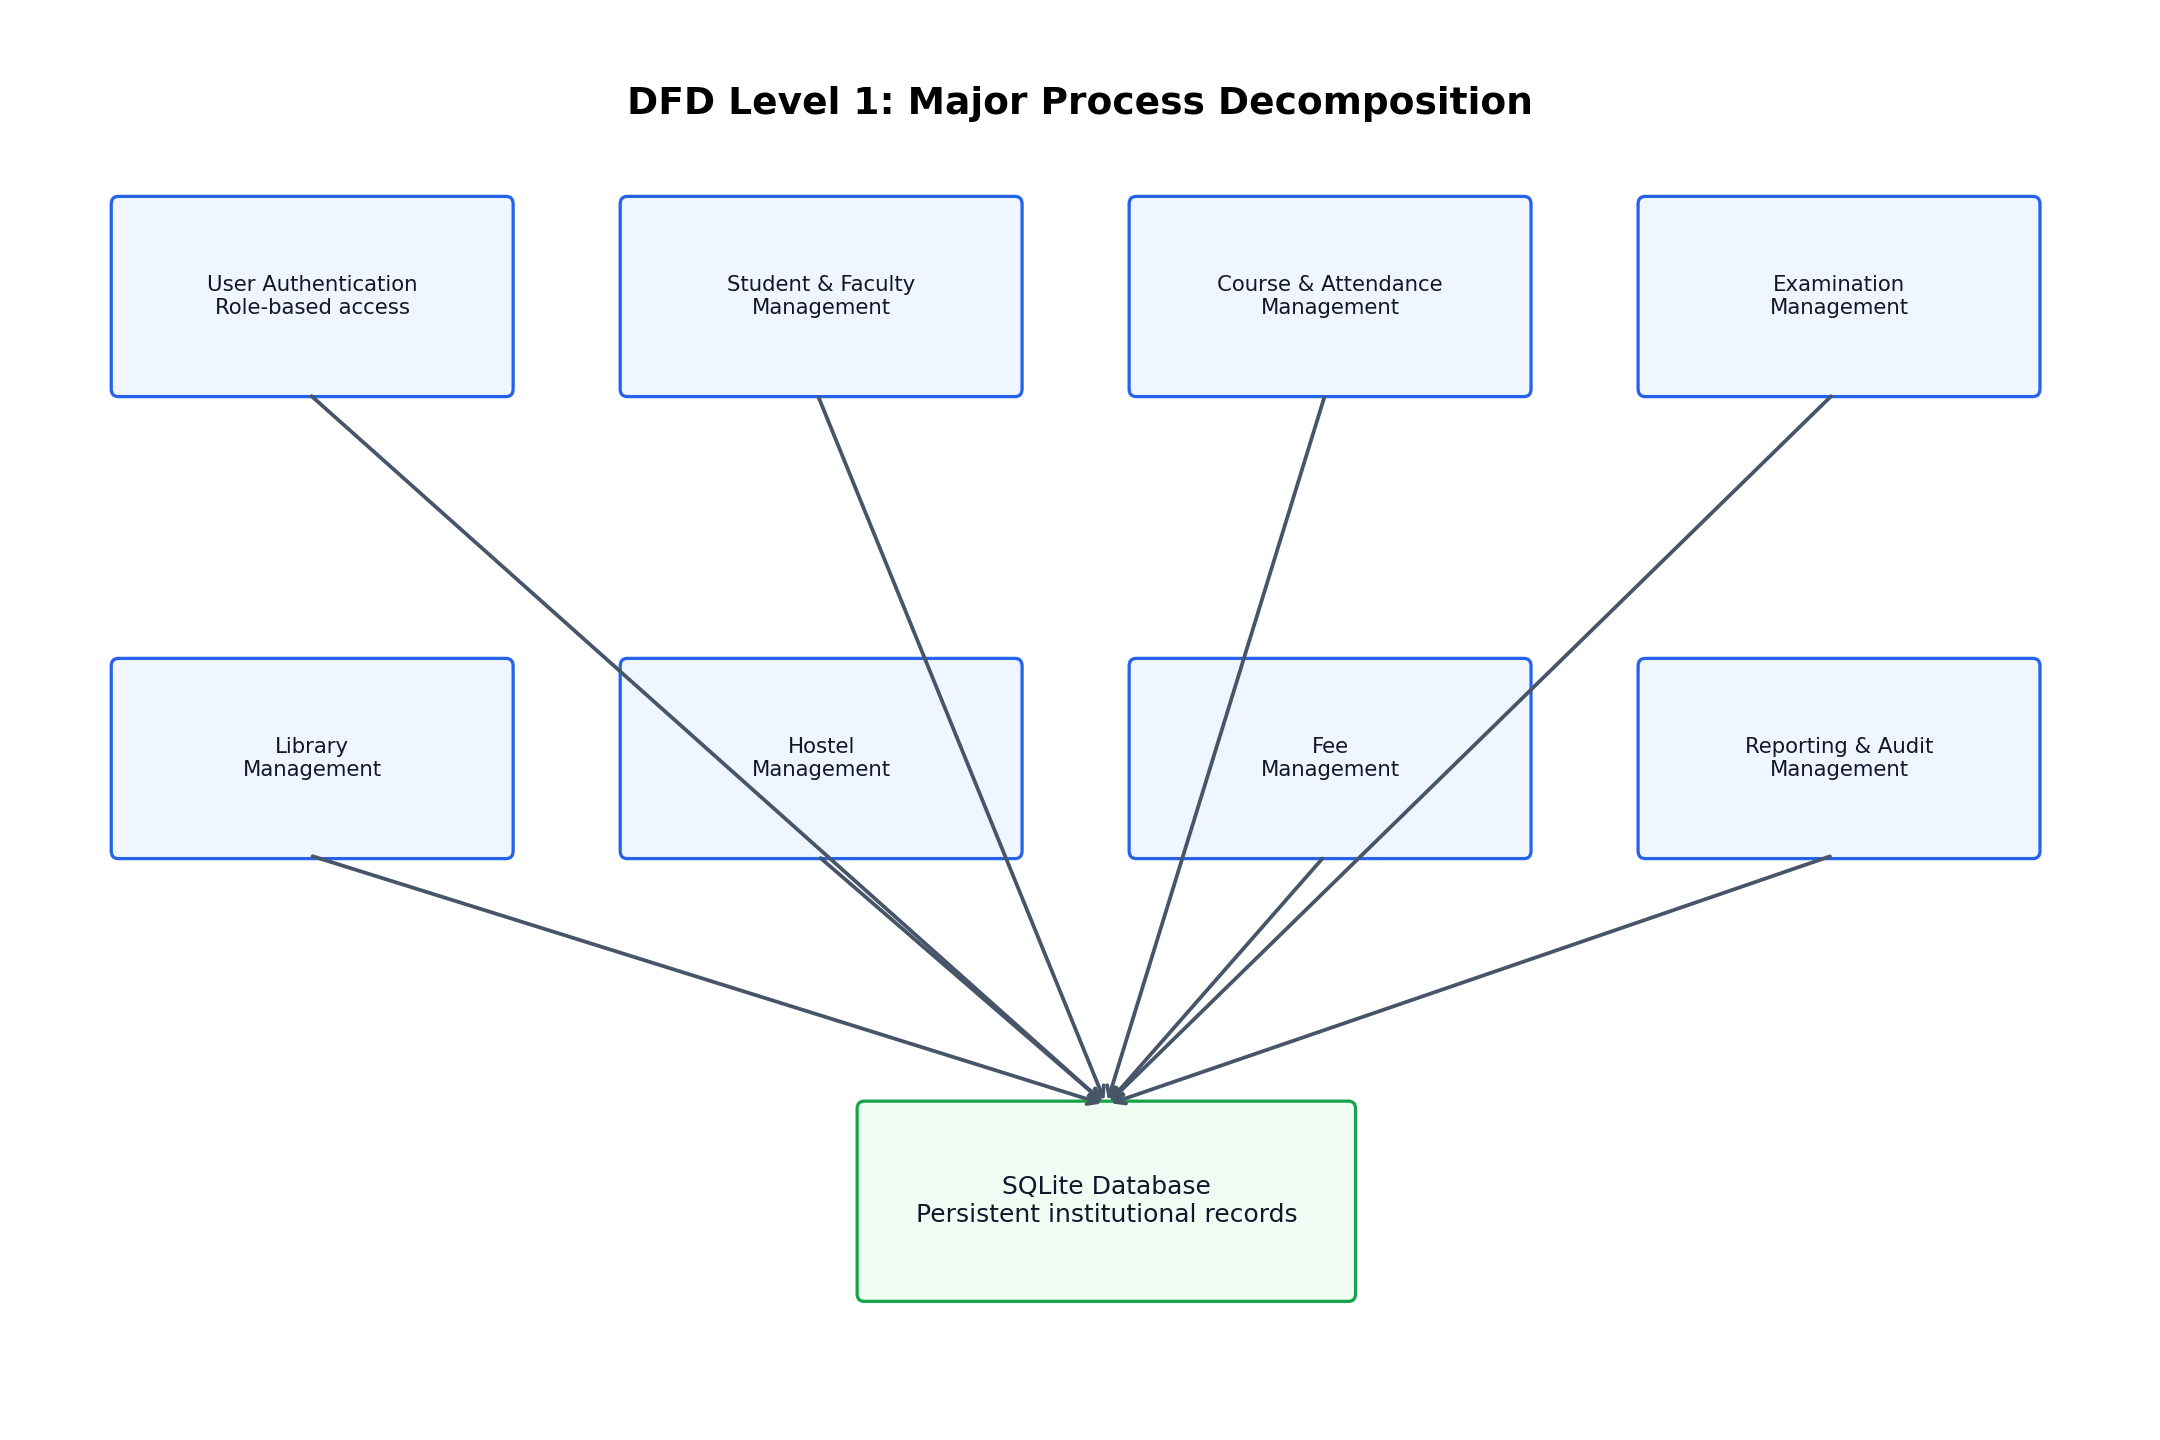 DFD Level 1: Major Process Decomposition
User Authentication
Role-based access
Student & Faculty
Management
Course & Attendance
Management
Examination
Management
Library
Management
Hostel
Management
Fee
Management
Reporting & Audit
Management
SQLite Database
Persistent institutional records